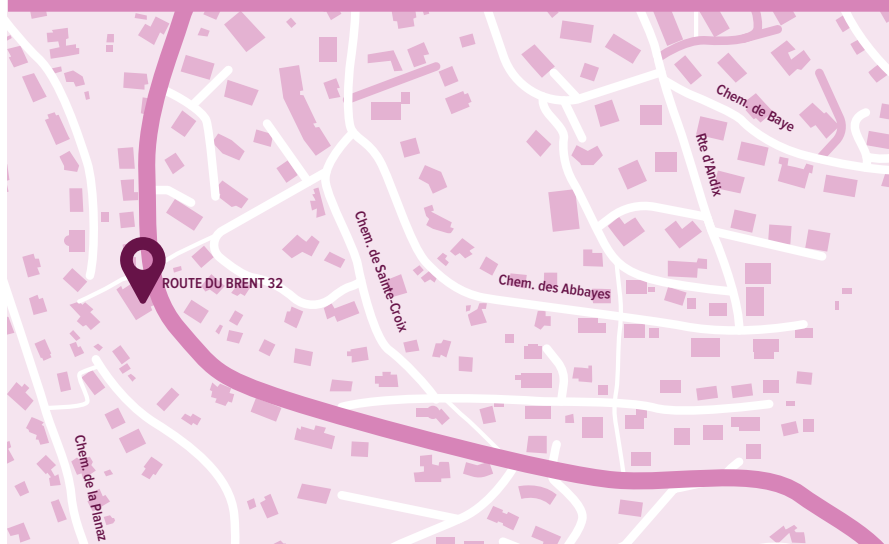 Chem. de Baye
Rte d'Andix
Chem. de Sainte-Croix
ROUTE DU BRENT 32
Chem. des Abbayes
Chem. de la Planaz